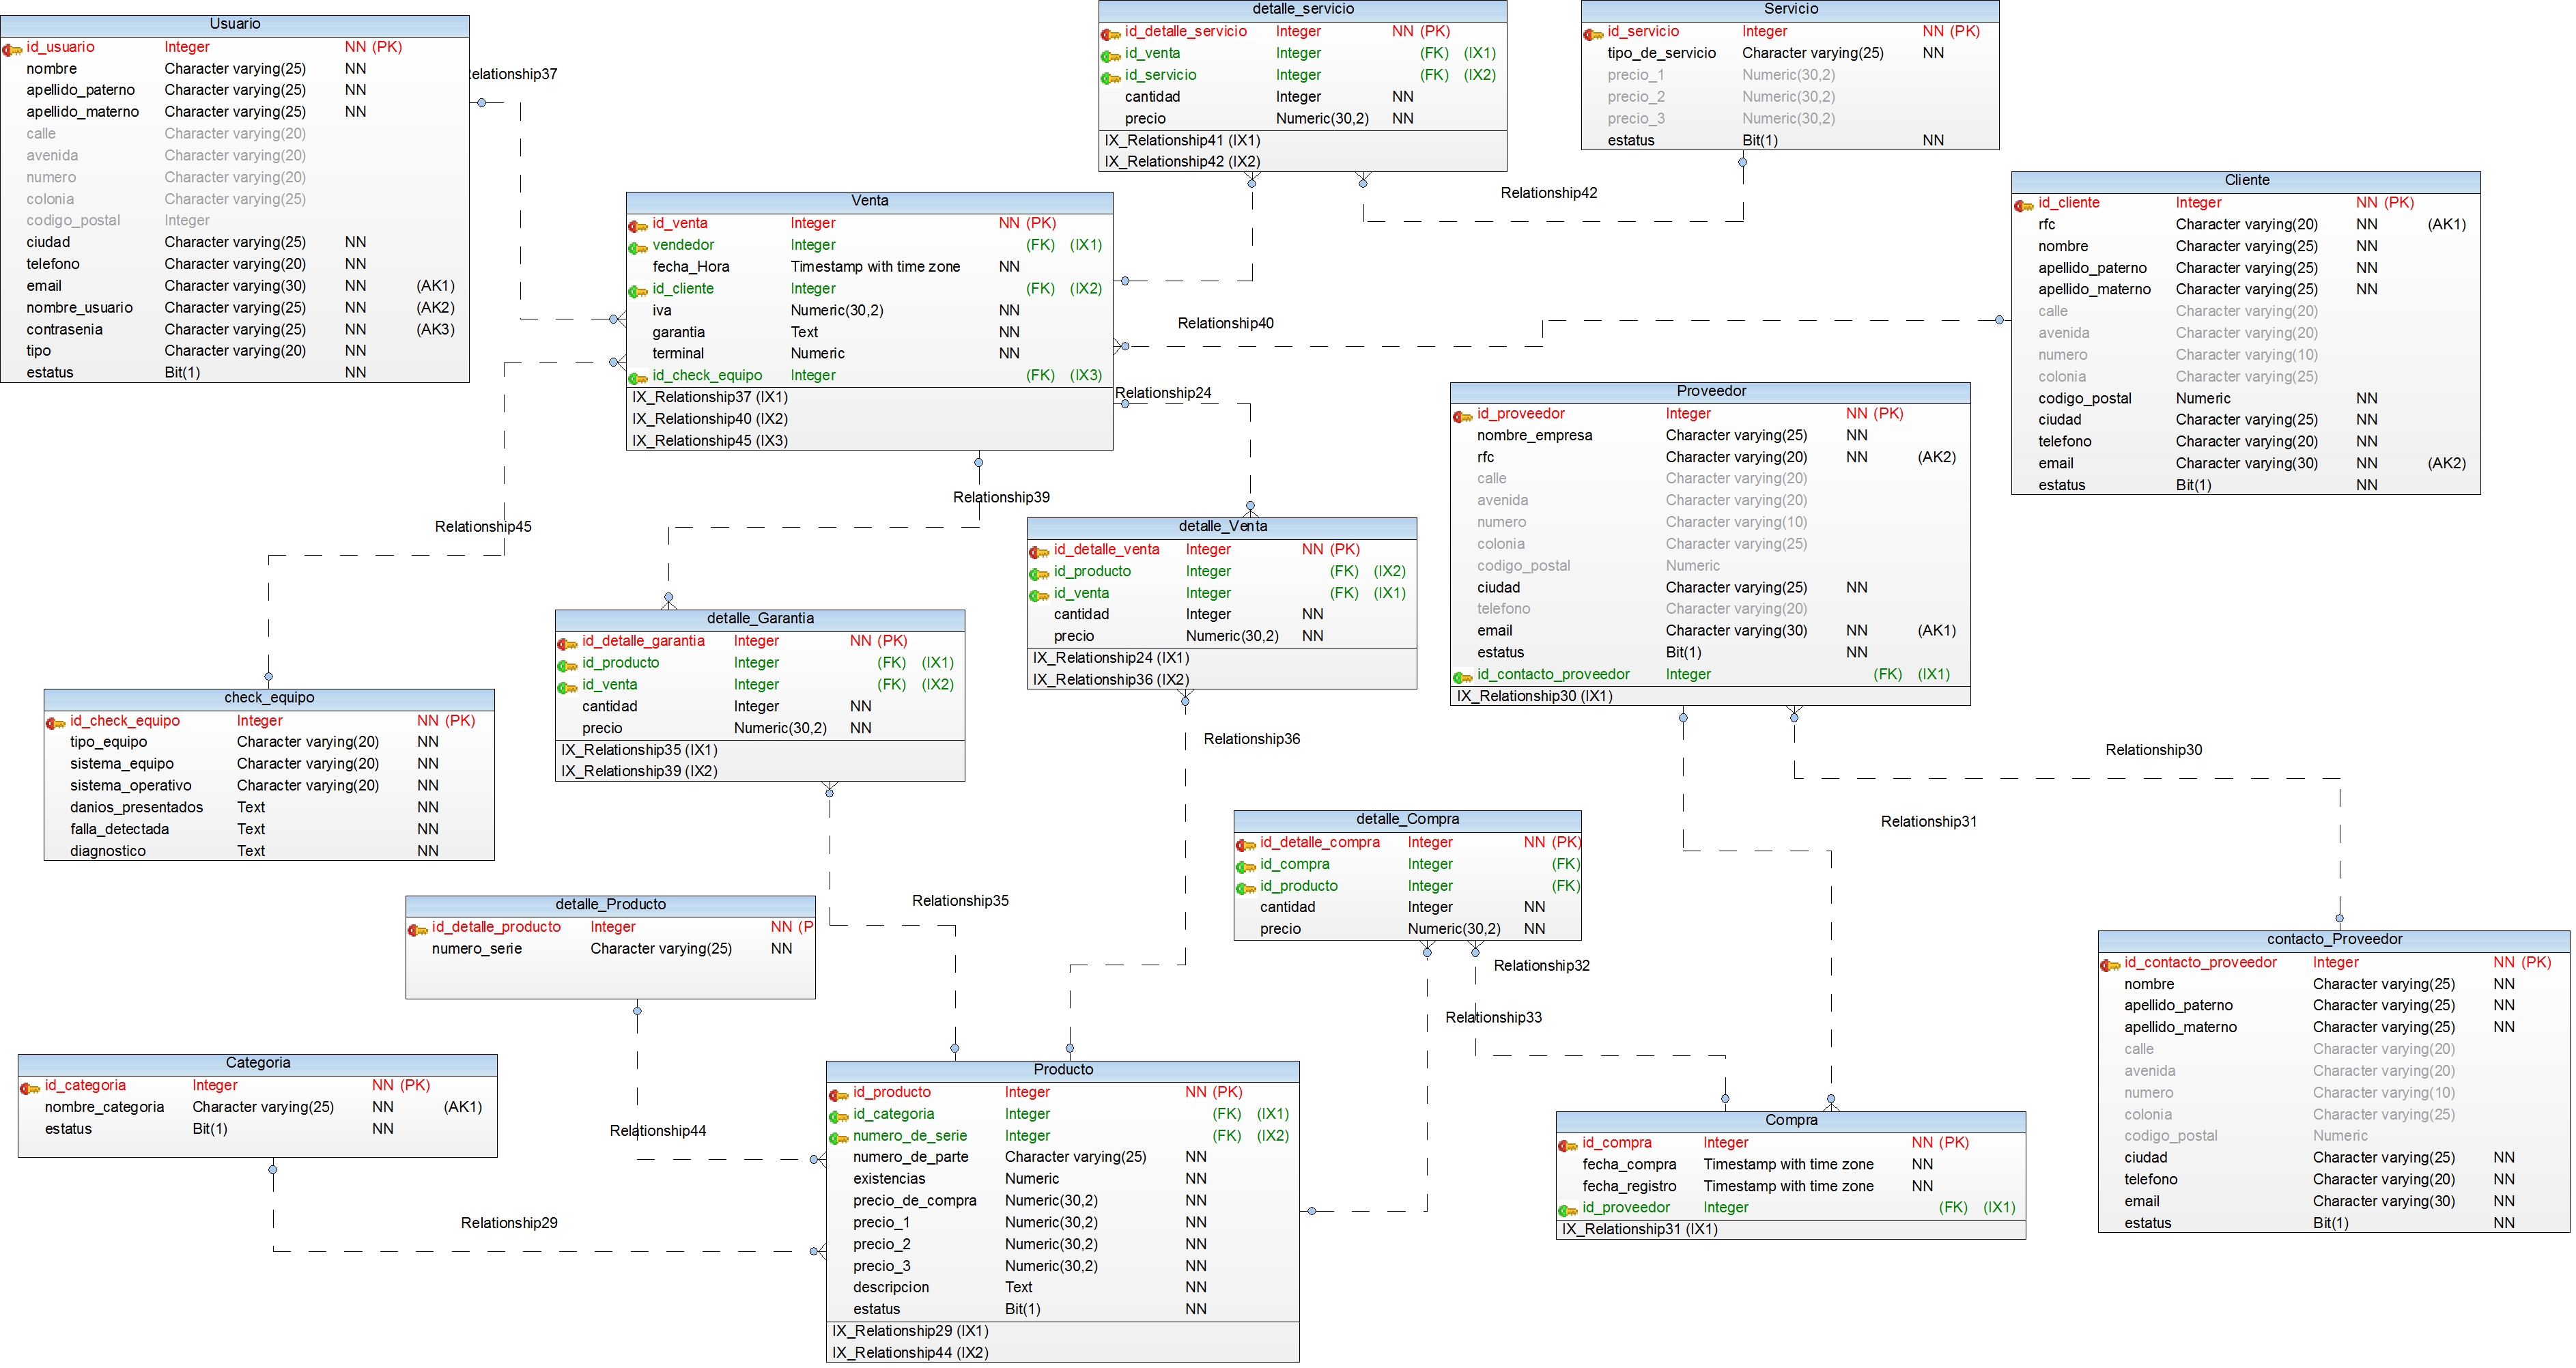 Usuario
id_usuario Integer NN (PK)
nombre Character varying(25) NN
apellido_paterno Character varying(25) NN
apellido_materno Character varying(25) NN
calle Character varying(20)
avenida Character varying(20)
numero Character varying(20)
colonia Character varying(25)
codigo_postal Integer
ciudad Character varying(25) NN
telefono Character varying(20) NN
email Character varying(30) NN (AK1)
nombre_usuario Character varying(25) NN (AK2)
contrasenia Character varying(25) NN (AK3)
tipo Character varying(20) NN
estatus Bit(1) NN
elationship37
detalle_servicio
id_detalle_servicio Integer NN (PK)
id_venta Integer (FK) (IX1)
id_servicio Integer (FK) (IX2)
cantidad Integer NN
precio Numeric(30,2) NN
IX_Relationship41 (IX1)
IX_Relationship42 (IX2)
Servicio
id_servicio Integer NN (PK)
tipo_de_servicio Character varying(25) NN
precio_1 Numeric(30,2)
precio_2 Numeric(30,2)
precio_3 Numeric(30,2)
estatus Bit(1) NN
Relationship42
Venta
id_venta Integer NN (PK)
vendedor Integer (FK) (IX1)
fecha_Hora Timestamp with time zone NN
id_cliente Integer (FK) (IX2)
iva Numeric(30,2) NN
garantia Text NN
terminal Numeric NN
id_check_equipo Integer (FK) (IX3)
IX_Relationship37 (IX1)
IX_Relationship40 (IX2)
IX_Relationship45 (IX3)
Relationship40
Relationship24
Cliente
id_cliente Integer NN (PK)
rfc Character varying(20) NN (AK1)
nombre Character varying(25) NN
apellido_paterno Character varying(25) NN
apellido_materno Character varying(25) NN
calle Character varying(20)
avenida Character varying(20)
numero Character varying(10)
colonia Character varying(25)
codigo_postal Numeric NN
ciudad Character varying(25) NN
telefono Character varying(20) NN
email Character varying(30) NN (AK2)
estatus Bit(1) NN
Proveedor
id_proveedor Integer NN (PK)
nombre_empresa Character varying(25) NN
rfc Character varying(20) NN (AK2)
calle Character varying(20)
avenida Character varying(20)
numero Character varying(10)
colonia Character varying(25)
codigo_postal Numeric
ciudad Character varying(25) NN
telefono Character varying(20)
email Character varying(30) NN (AK1)
estatus Bit(1) NN
id_contacto_proveedor Integer (FK) (IX1)
IX_Relationship30 (IX1)
Relationship39
Relationship45
detalle_Venta
id_detalle_venta Integer NN (PK)
id_producto Integer (FK) (IX2)
id_venta Integer (FK) (IX1)
cantidad Integer NN
precio Numeric(30,2) NN
IX_Relationship24 (IX1)
IX_Relationship36 (IX2)
detalle_Garantia
id_detalle_garantia Integer NN (PK)
id_producto Integer (FK) (IX1)
id_venta Integer (FK) (IX2)
cantidad Integer NN
precio Numeric(30,2) NN
IX_Relationship35 (IX1)
IX_Relationship39 (IX2)
check_equipo
id_check_equipo Integer NN (PK)
tipo_equipo Character varying(20) NN
sistema_equipo Character varying(20) NN
sistema_operativo Character varying(20) NN
danios_presentados Text NN
falla_detectada Text NN
diagnostico Text NN
Relationship36
Relationship30
Relationship31
detalle_Compra
id_detalle_compra Integer NN (PK)
id_compra Integer (FK)
id_producto Integer (FK)
cantidad Integer NN
precio Numeric(30,2) NN
detalle_Producto
id_detalle_producto Integer NN (P
numero_serie Character varying(25) NN
Relationship35
Relationship32
Relationship33
contacto_Proveedor
id_contacto_proveedor Integer NN (PK)
nombre Character varying(25) NN
apellido_paterno Character varying(25) NN
apellido_materno Character varying(25) NN
calle Character varying(20)
avenida Character varying(20)
numero Character varying(10)
colonia Character varying(25)
codigo_postal Numeric
ciudad Character varying(25) NN
telefono Character varying(20) NN
email Character varying(30) NN
estatus Bit(1) NN
Categoria
id_categoria Integer NN (PK)
nombre_categoria Character varying(25) NN (AK1)
estatus Bit(1) NN
Relationship44
Relationship29
Producto
id_producto Integer NN (PK)
id_categoria Integer (FK) (IX1)
numero_de_serie Integer (FK) (IX2)
numero_de_parte Character varying(25) NN
existencias Numeric NN
precio_de_compra Numeric(30,2) NN
precio_1 Numeric(30,2) NN
precio_2 Numeric(30,2) NN
precio_3 Numeric(30,2) NN
descripcion Text NN
estatus Bit(1) NN
IX_Relationship29 (IX1)
IX_Relationship44 (IX2)
Compra
id_compra Integer NN (PK)
fecha_compra Timestamp with time zone NN
fecha_registro Timestamp with time zone NN
id_proveedor Integer (FK) (IX1)
IX_Relationship31 (IX1)